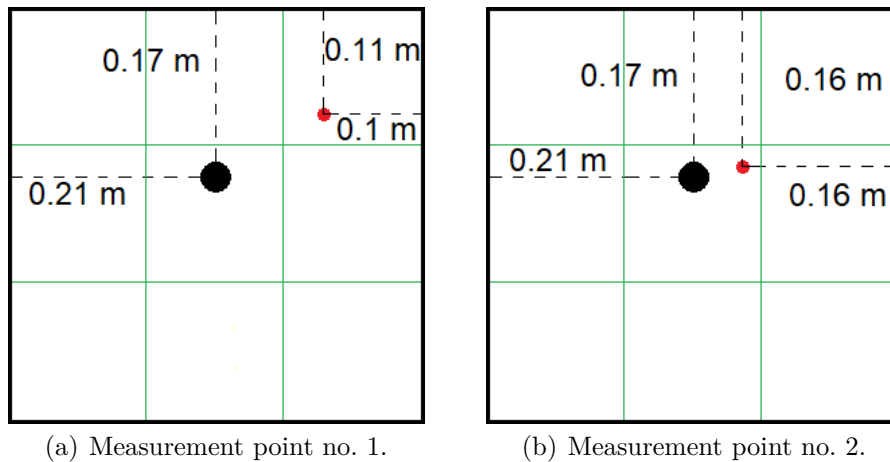 0.17 m
0.11 m
0.1 m
0.21 m
(a) Measurement point no. 1.
0.17 m
0.16 m
0.21 m
0.16 m
(b) Measurement point no. 2.